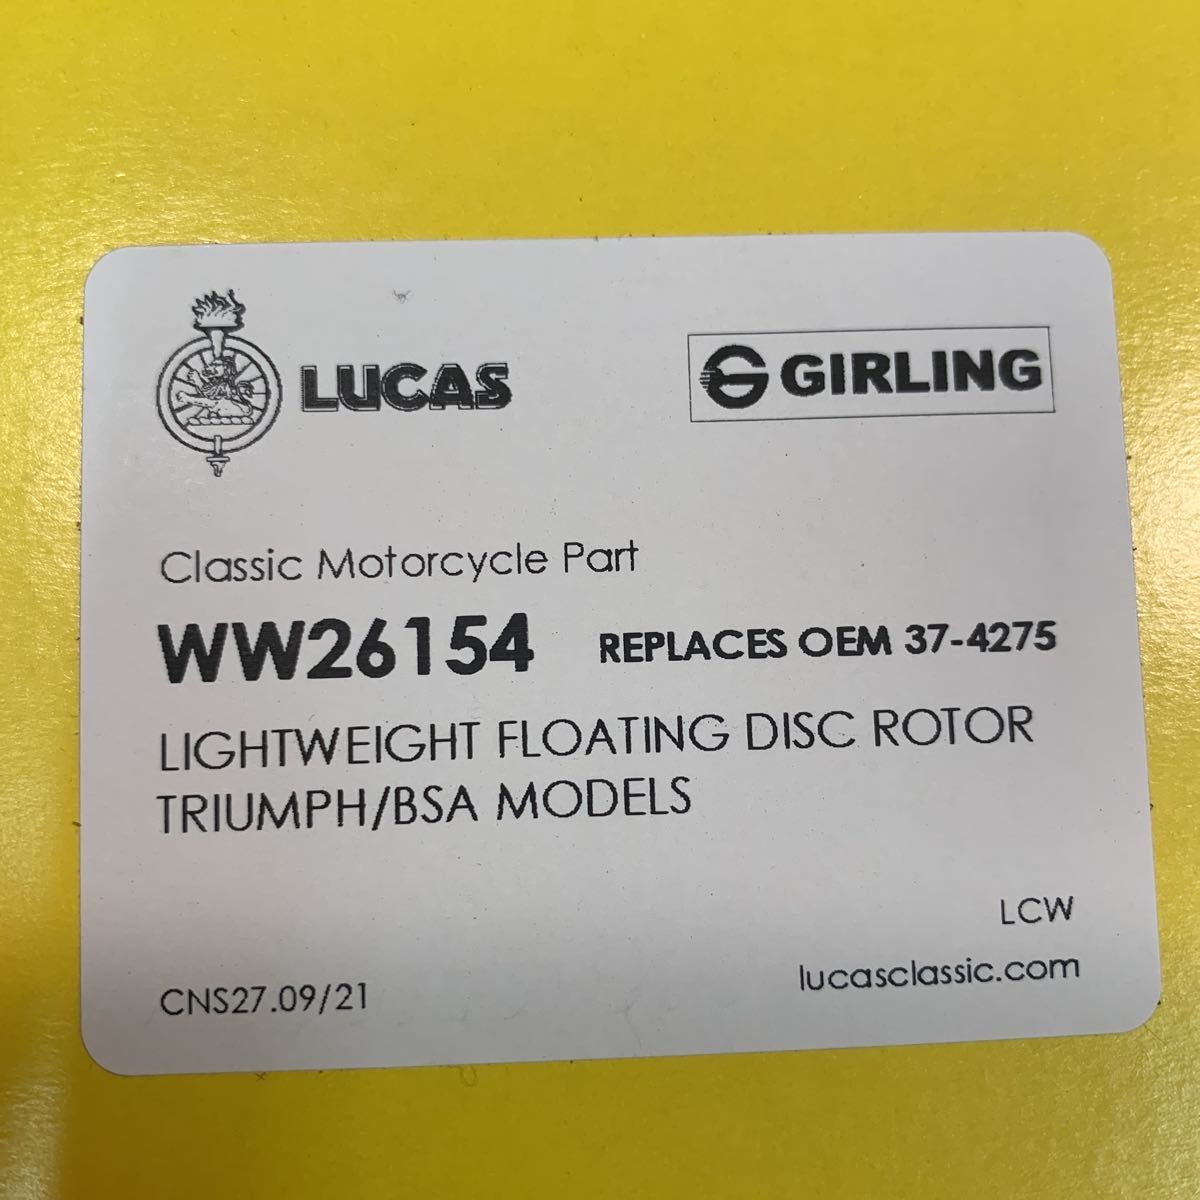 LUCAS
GIRLING
Classic Motorcycle Part
WW26154 REPLACES OEM 37-4275
LIGHTWEIGHT FLOATING DISC ROTOR
TRIUMPH/BSA MODELS
LCW
CNS27.09/21
lucasclassic.com